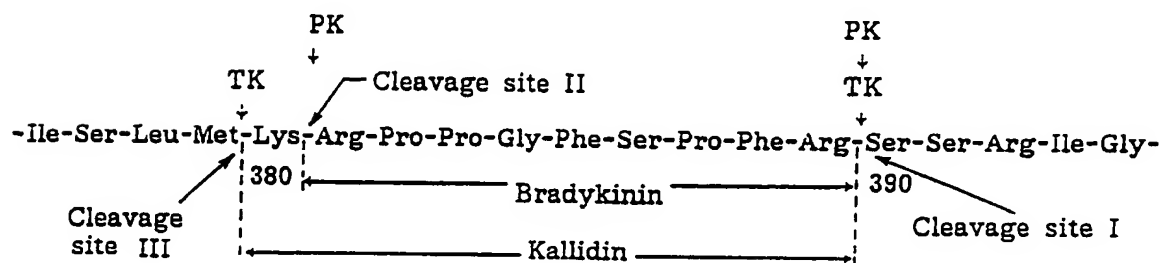 PK PK
TK Cleavage site II TK
-Ile-Ser-Leu-Met-Lys-Arg-Pro-Pro-Gly-Phe-Ser-Pro-Phe-Arg-Ser-Ser-Arg-Ile-Gly-
380 Bradykinin 390
Cleavage Cleavage site I
site III Kallidin